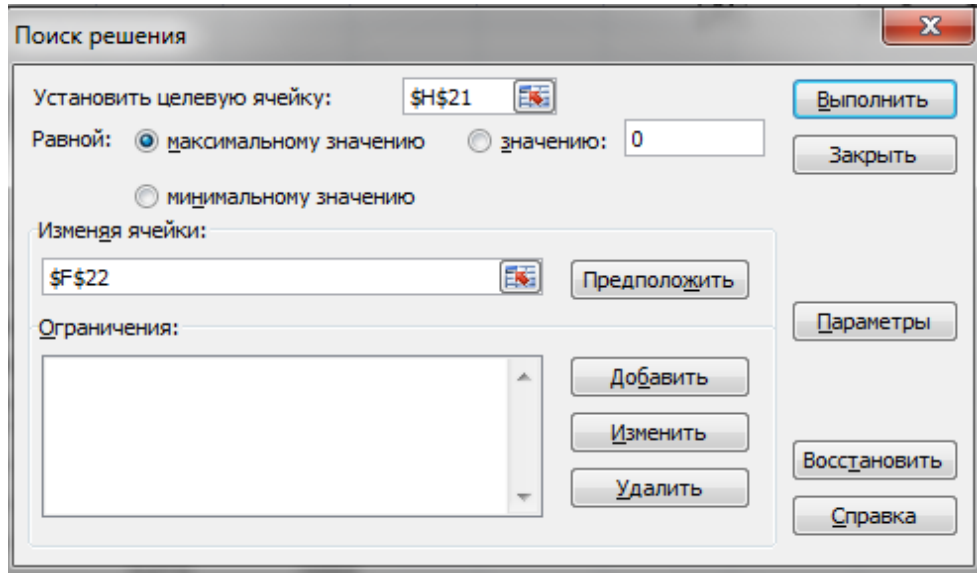 Поиск решения
Установить целевую ячейку: $H$21
Выполнить
Равной: максимальному значению значению: 0
Закрыть
минимальному значению
Изменяя ячейки:
$F$22
Предположить
Параметры
Ограничения:
Добавить
Изменить
Удалить
Восстановить
Справка